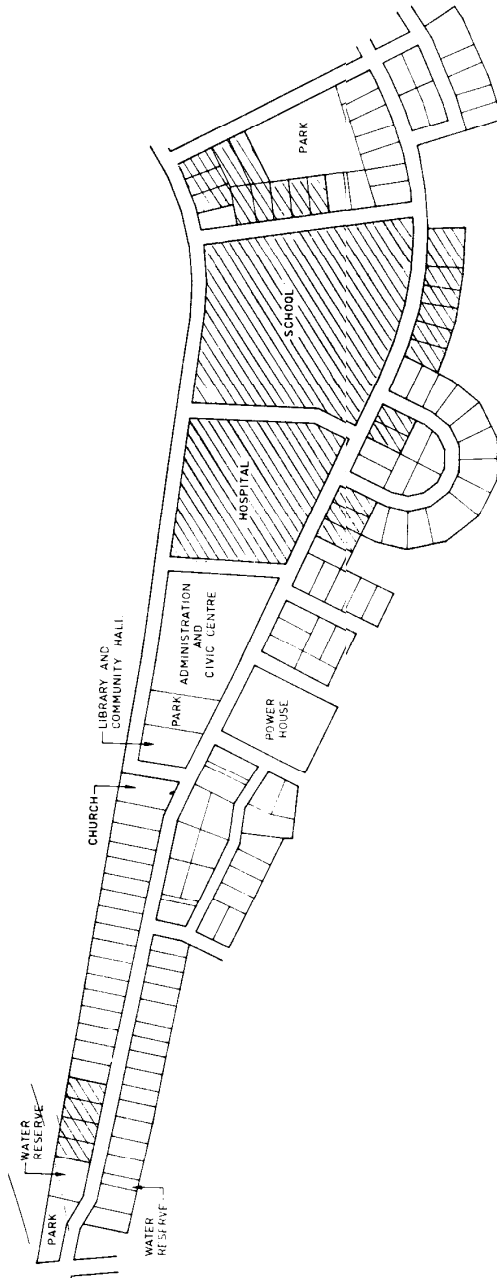 PARK
WATER
RESERVE
WATER
RESERVE
CHURCH
LIBRARY AND
COMMUNITY HALL
PARK
ADMINISTRATION
AND
CIVIC CENTRE
POWER
HOUSE
HOSPITAL
SCHOOL
PARK